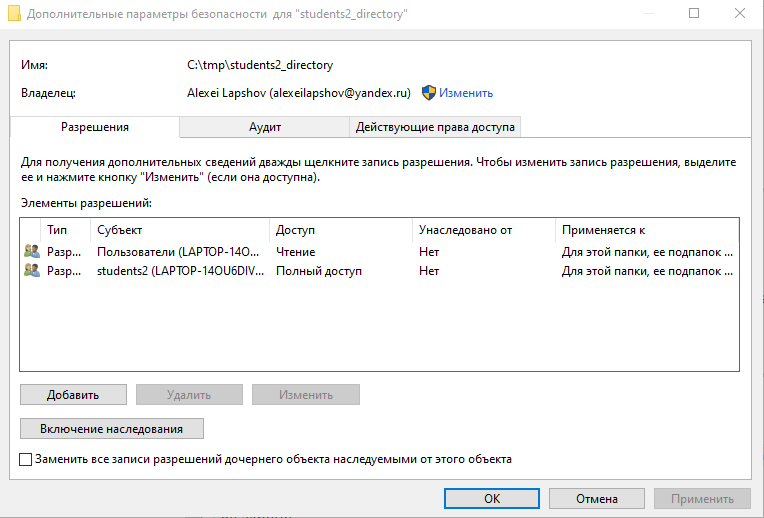 Дополнительные параметры безопасности для "students2_directory"
Имя: C:\tmp\students2_directory
Владелец: Alexei Lapshov (alexeilapshov@yandex.ru) Изменить
Разрешения Аудит Действующие права доступа
Для получения дополнительных сведений дважды щелкните запись разрешения. Чтобы изменить запись разрешения, выделите
ее и нажмите кнопку "Изменить" (если она доступна).
Элементы разрешений:
Тип Субъект Доступ Унаследовано от Применяется к
Разр... Пользователи (LAPTOP-14O... Чтение Нет Для этой папки, ее подпапок ...
Разр... students2 (LAPTOP-14OU6DIV... Полный доступ Нет Для этой папки, ее подпапок ...
Добавить Удалить Изменить
Включение наследования
Заменить все записи разрешений дочернего объекта наследуемыми от этого объекта
ОК Отмена Применить